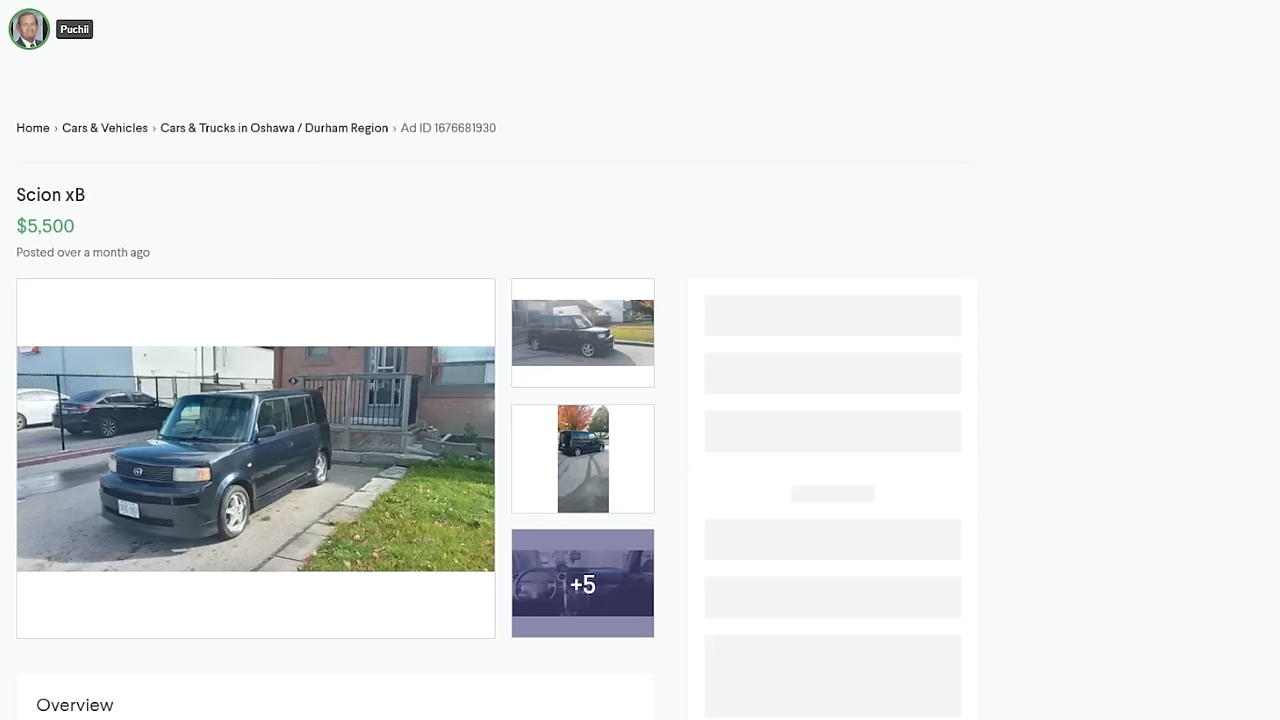 Puchii
Home › Cars & Vehicles › Cars & Trucks in Oshawa / Durham Region › Ad ID 1676681930
Scion xB
$5,500
Posted over a month ago
+5
Overview